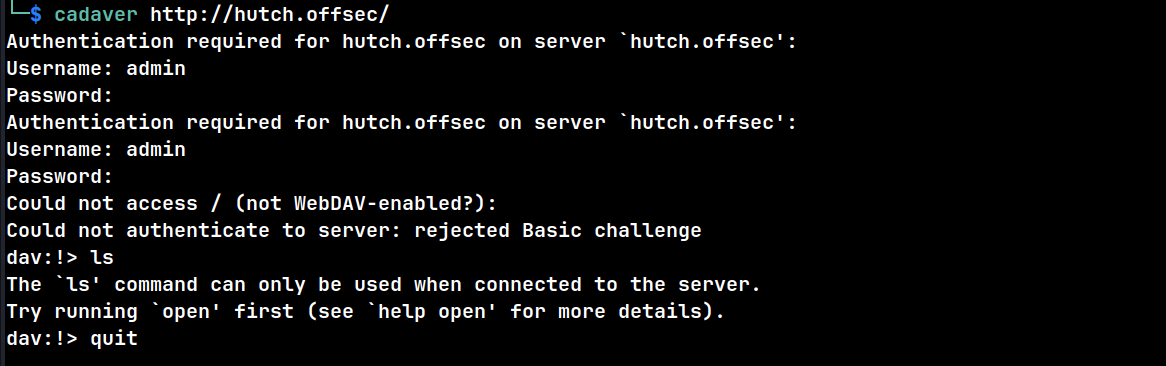 └─$ cadaver http://hutch.offsec/
Authentication required for hutch.offsec on server `hutch.offsec':
Username: admin
Password:
Authentication required for hutch.offsec on server `hutch.offsec':
Username: admin
Password:
Could not access / (not WebDAV-enabled?):
Could not authenticate to server: rejected Basic challenge
dav:!> ls
The `ls' command can only be used when connected to the server.
Try running `open' first (see `help open' for more details).
dav:!> quit